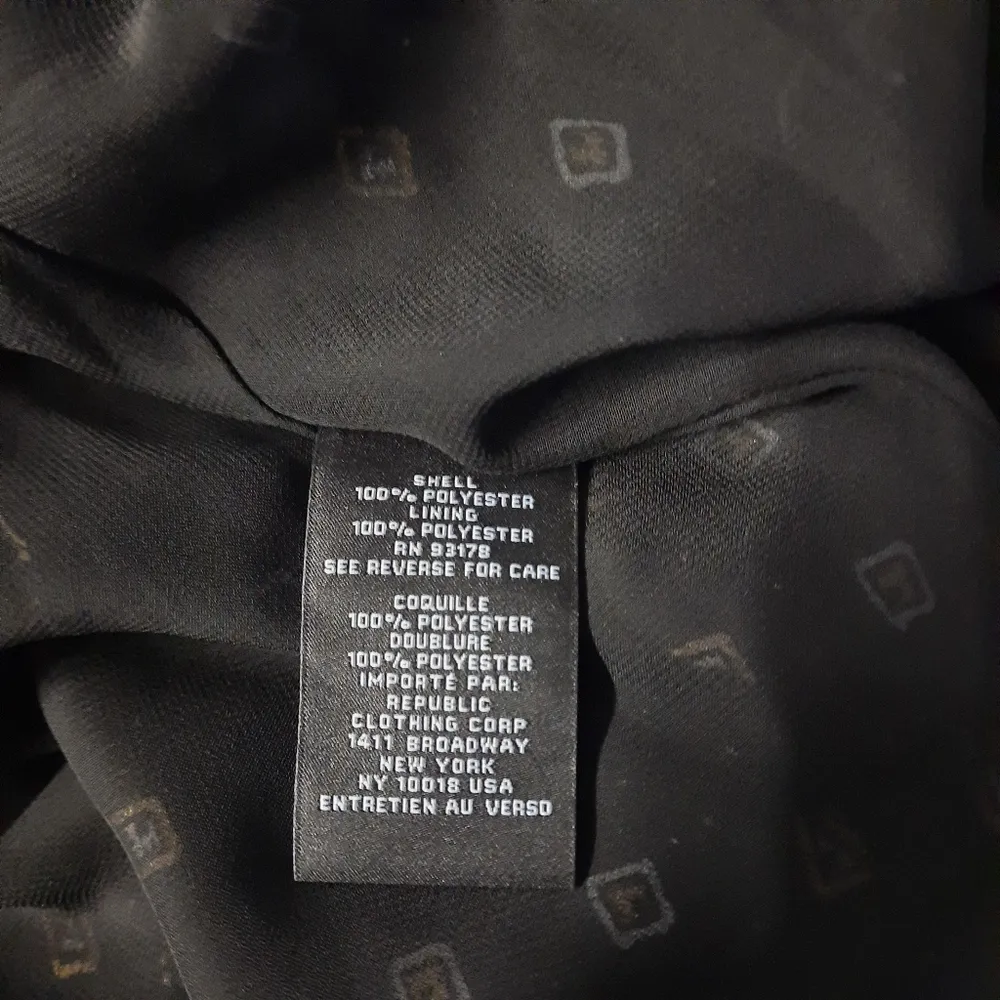 SHELL
100% POLYESTER
LINING
100% POLYESTER
RN 93178
SEE REVERSE FOR CARE
COQUILLE
100% POLYESTER
DOUBLURE
100% POLYESTER
IMPORTÉ PAR:
REPUBLIC
CLOTHING CORP
1411 BROADWAY
NEW YORK
NY 10018 USA
ENTRETIEN AU VERSO